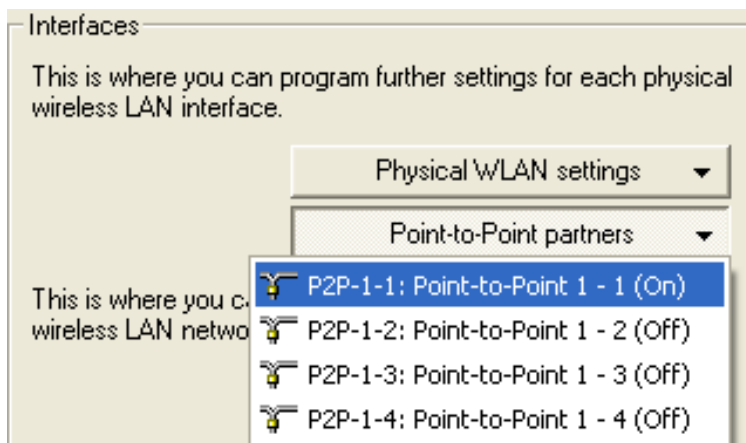 Interfaces
This is where you can program further settings for each physical
wireless LAN interface.
Physical WLAN settings
Point-to-Point partners
P2P-1-1: Point-to-Point 1 - 1 (On)
This is where you
P2P-1-2: Point-to-Point 1 - 2 (Off)
wireless LAN
P2P-1-3: Point-to-Point 1 - 3 (Off)
P2P-1-4: Point-to-Point 1 - 4 (Off)